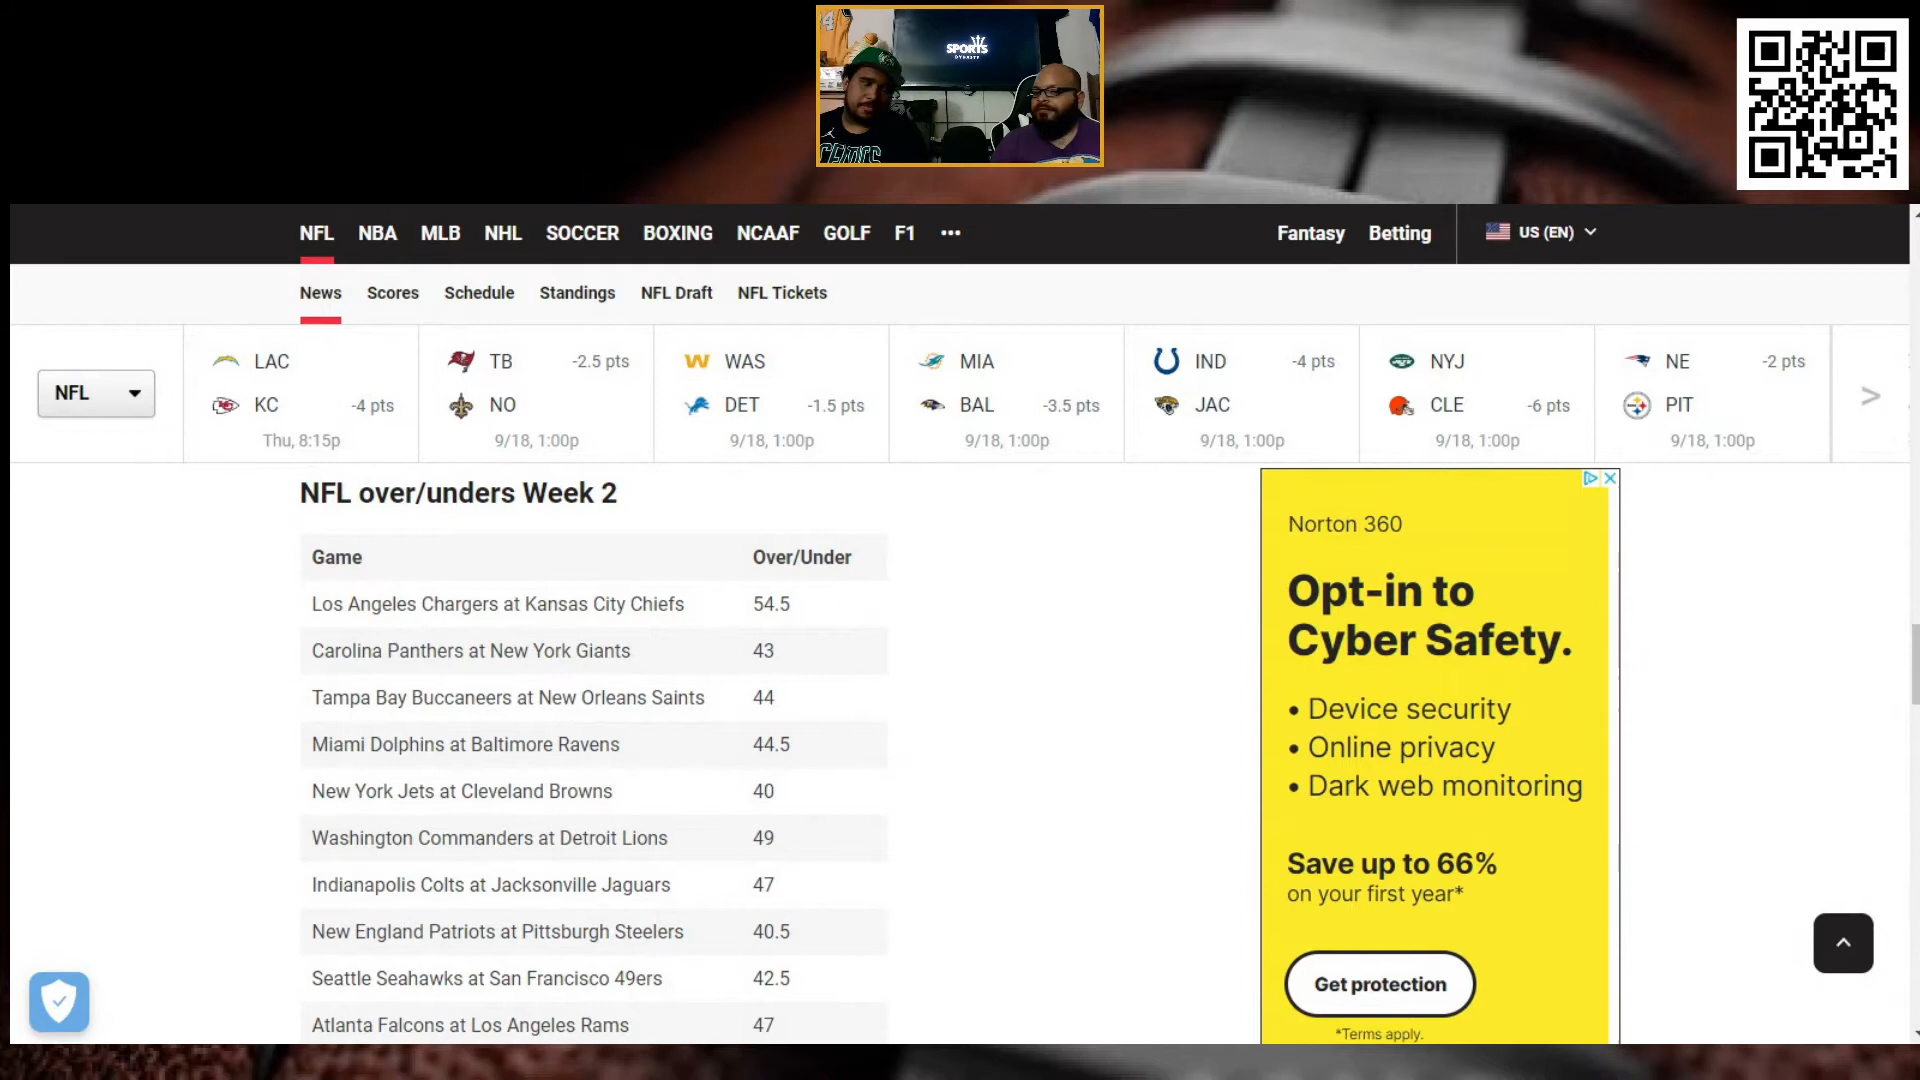 SPORTS
DYNASTY
CELTICS
NFL NBA MLB NHL SOCCER BOXING NCAAF GOLF F1 ••• Fantasy Betting US (EN)
News Scores Schedule Standings NFL Draft NFL Tickets
NFL
LAC
KC -4 pts
Thu, 8:15p
TB -2.5 pts
NO
9/18, 1:00p
WAS
DET -1.5 pts
9/18, 1:00p
MIA
BAL -3.5 pts
9/18, 1:00p
IND -4 pts
JAC
9/18, 1:00p
NYJ
CLE -6 pts
9/18, 1:00p
NE -2 pts
PIT
9/18, 1:00p
>
NFL over/unders Week 2
Game Over/Under
Los Angeles Chargers at Kansas City Chiefs 54.5
Carolina Panthers at New York Giants 43
Tampa Bay Buccaneers at New Orleans Saints 44
Miami Dolphins at Baltimore Ravens 44.5
New York Jets at Cleveland Browns 40
Washington Commanders at Detroit Lions 49
Indianapolis Colts at Jacksonville Jaguars 47
New England Patriots at Pittsburgh Steelers 40.5
Seattle Seahawks at San Francisco 49ers 42.5
Atlanta Falcons at Los Angeles Rams 47
Norton 360
Opt-in to
Cyber Safety.
• Device security
• Online privacy
• Dark web monitoring
Save up to 66%
on your first year*
Get protection
*Terms apply.